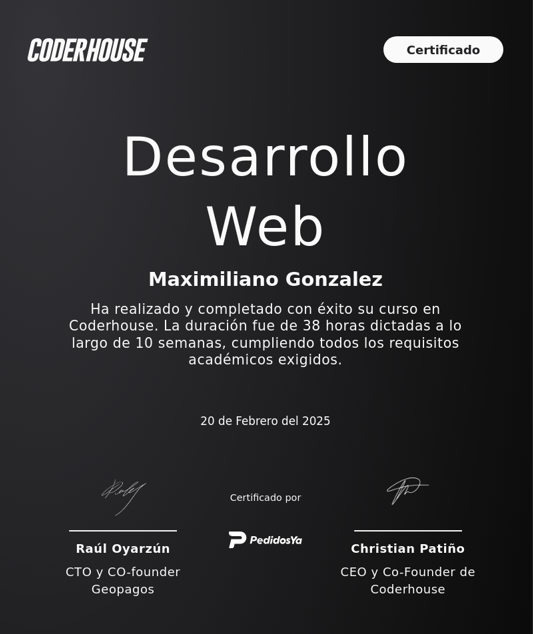 CODERHOUSE
Certificado
Desarrollo
Web
Maximiliano Gonzalez
Ha realizado y completado con éxito su curso en
Coderhouse. La duración fue de 38 horas dictadas a lo
largo de 10 semanas, cumpliendo todos los requisitos
académicos exigidos.
20 de Febrero del 2025
Certificado por
PedidosYa
Raúl Oyarzún
CTO y CO-founder
Geopagos
Christian Patiño
CEO y Co-Founder de
Coderhouse